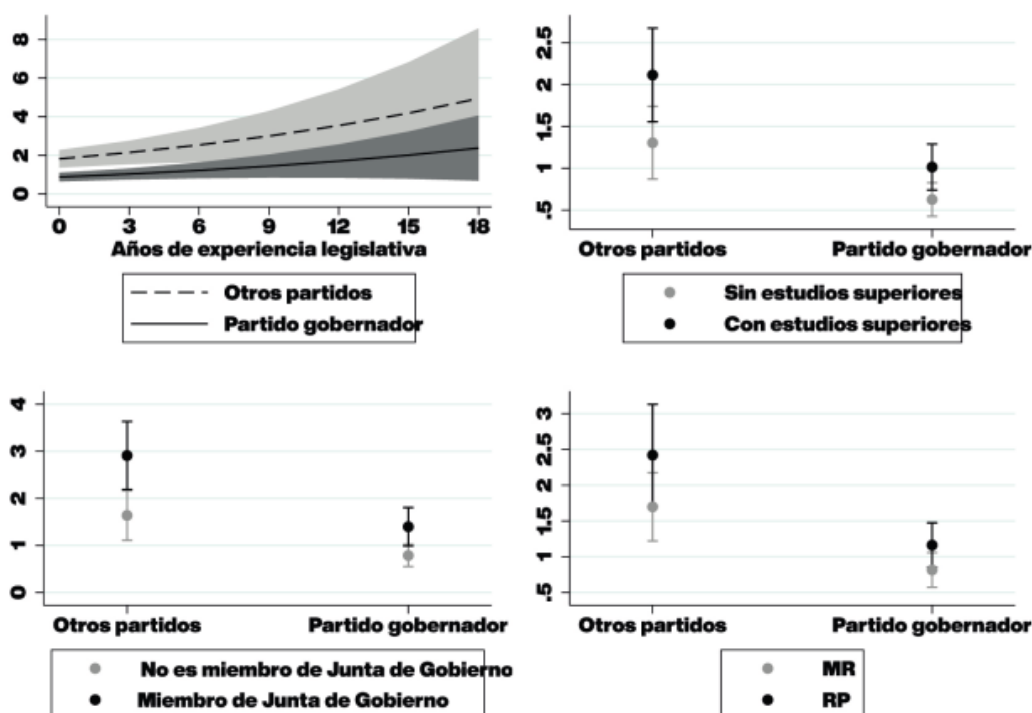 8
6
4
2
0
0 3 6 9 12 15 18
Años de experiencia legislativa
Otros partidos
Partido gobernador
2.5
2
1.5
1
.5
Otros partidos Partido gobernador
Sin estudios superiores
Con estudios superiores
4
3
2
1
0
Otros partidos Partido gobernador
No es miembro de Junta de Gobierno
Miembro de Junta de Gobierno
3
2.5
2
1.5
1
.5
Otros partidos Partido gobernador
MR
RP